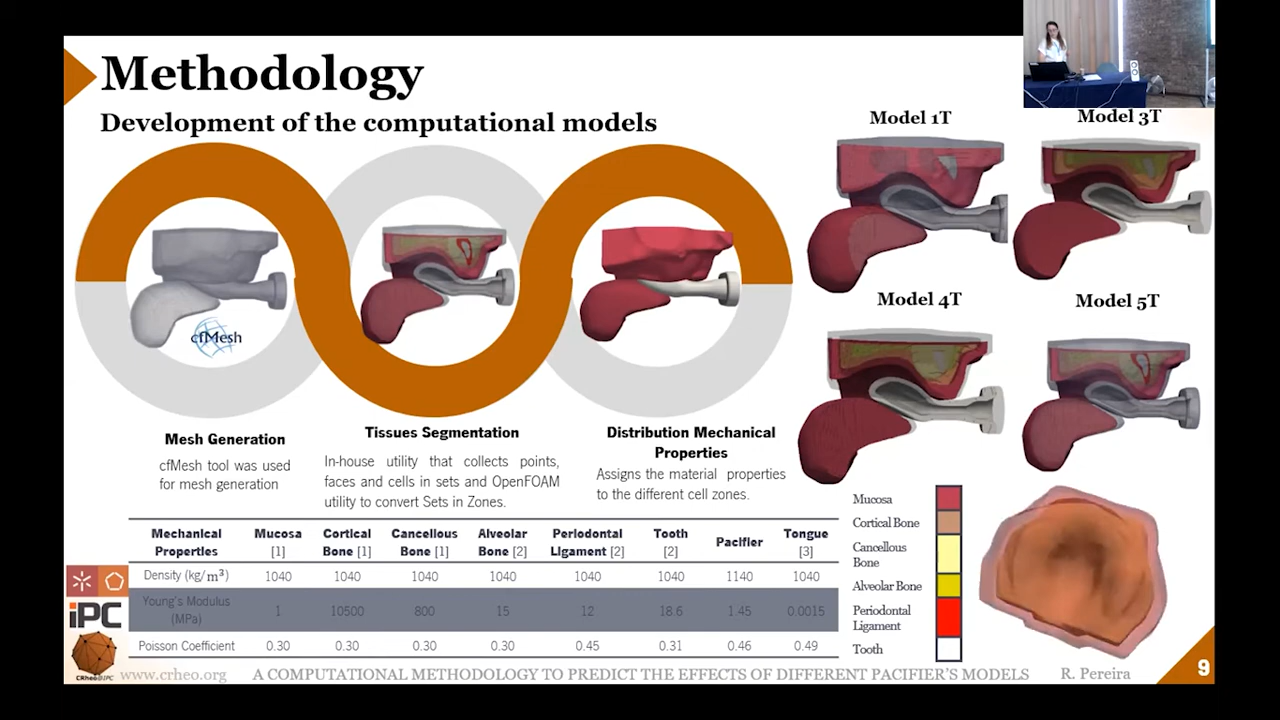 Methodology
Development of the computational models
Model 1T
Model 3T
Model 4T
Model 5T
cfMesh
Mesh Generation
cfMesh tool was used
for mesh generation
Tissues Segmentation
In-house utility that collects points,
faces and cells in sets and OpenFOAM
utility to convert Sets in Zones.
Distribution Mechanical
Properties
Assigns the material properties
to the different cell zones.
Mechanical Properties Mucosa [1] Cortical Bone [1] Cancellous Bone [1] Alveolar Bone [2] Periodontal Ligament [2] Tooth [2] Pacifier Tongue [3]
Density (kg/m³) 1040 1040 1040 1040 1040 1040 1140 1040
Young's Modulus (MPa) 1 10500 800 15 12 18.6 1.45 0.0015
Poisson Coefficient 0.30 0.30 0.30 0.30 0.45 0.31 0.46 0.49
Mucosa
Cortical Bone
Cancellous
Bone
Alveolar Bone
Periodontal
Ligament
Tooth
iPC
CRheo@IPC
www.crheo.org A COMPUTATIONAL METHODOLOGY TO PREDICT THE EFFECTS OF DIFFERENT PACIFIER'S MODELS R. Pereira 9